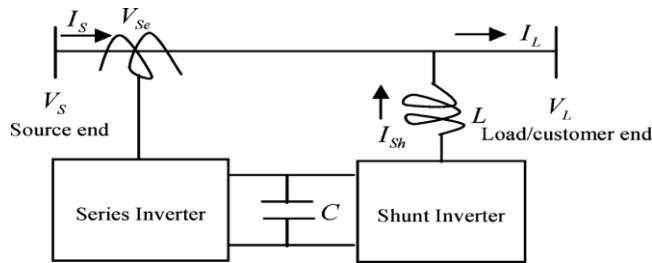 I_S
V_Se
I_L
V_S
Source end
I_Sh
L
V_L
Load/customer end
Series Inverter
C
Shunt Inverter